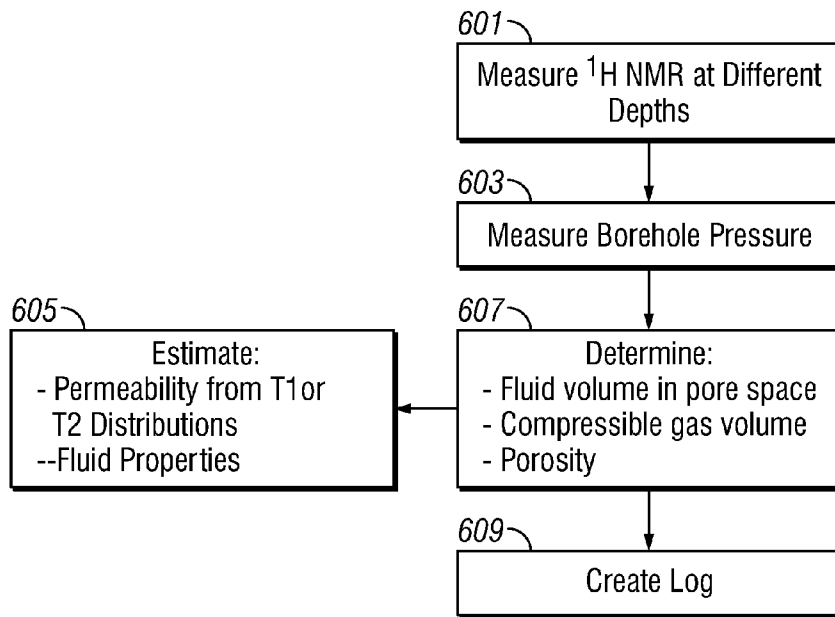 601
Measure ¹H NMR at Different
Depths
603
Measure Borehole Pressure
605
Estimate:
- Permeability from T1or
T2 Distributions
--Fluid Properties
607
Determine:
- Fluid volume in pore space
- Compressible gas volume
- Porosity
609
Create Log